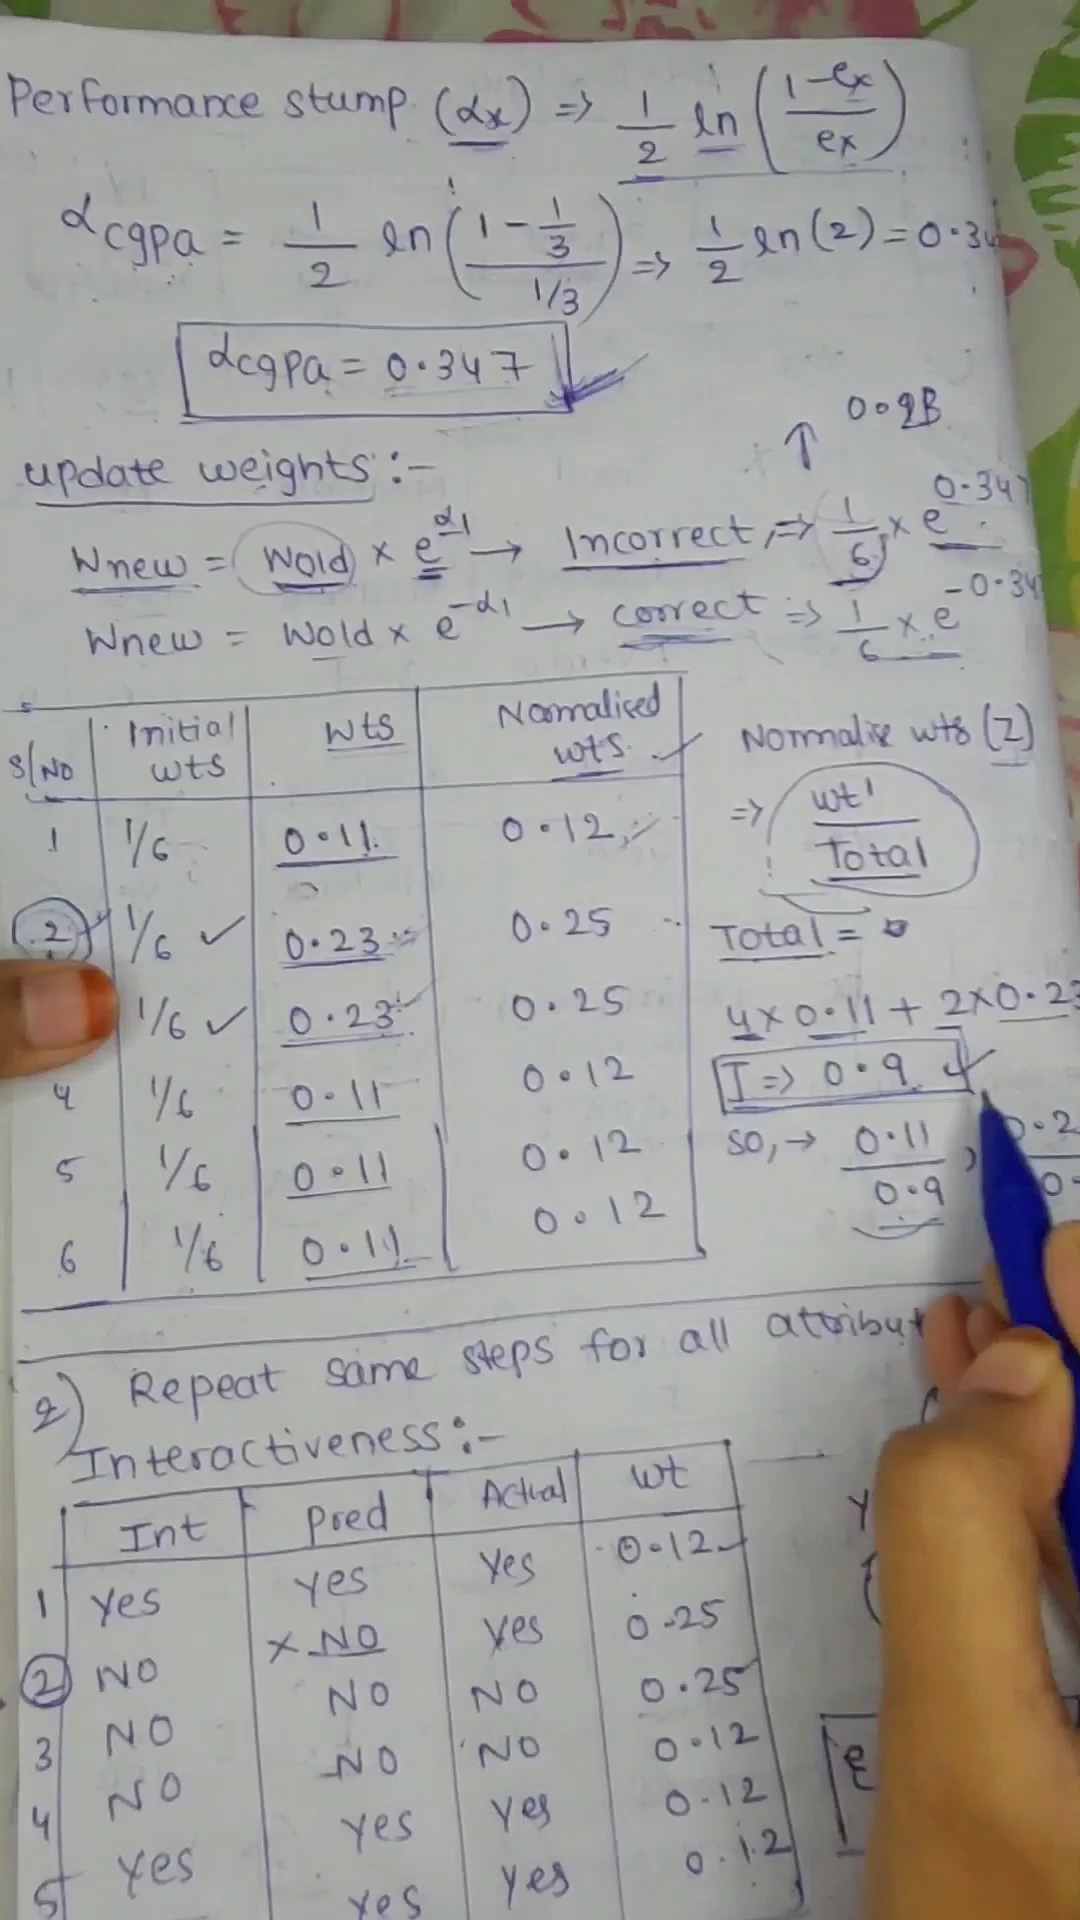 Performance stump (αx) => 1/2 ln (1-ex / ex)
αcgpa = 1/2 ln (1 - 1/3 / 1/3) => 1/2 ln(2) = 0.34
αcgpa = 0.347
update weights :-
Wnew = Wold × e^α1 → Incorrect, => 1/6 × e^0.347 ↑ 0.23
Wnew = Wold × e^-α1 → correct => 1/6 × e^-0.34
S/NO Initial wts Wts Normalised wts.
1 1/6 0.11 0.12
2 1/6 ✓ 0.23 0.25
1/6 ✓ 0.23 0.25
4 1/6 0.11 0.12
5 1/6 0.11 0.12
6 1/6 0.11 0.12
Normalise wts (Z)
=> wt' / Total
Total =
4×0.11 + 2×0.23
I => 0.9
so, → 0.11 / 0.9 ,
2) Repeat same steps for all attribut
Interactiveness :-
Int Pred Actual Wt
1 Yes Yes Yes 0.12
2 NO × NO Yes 0.25
3 NO NO NO 0.25
4 NO NO NO 0.12
5 Yes Yes Yes 0.12
Yes Yes 0.12